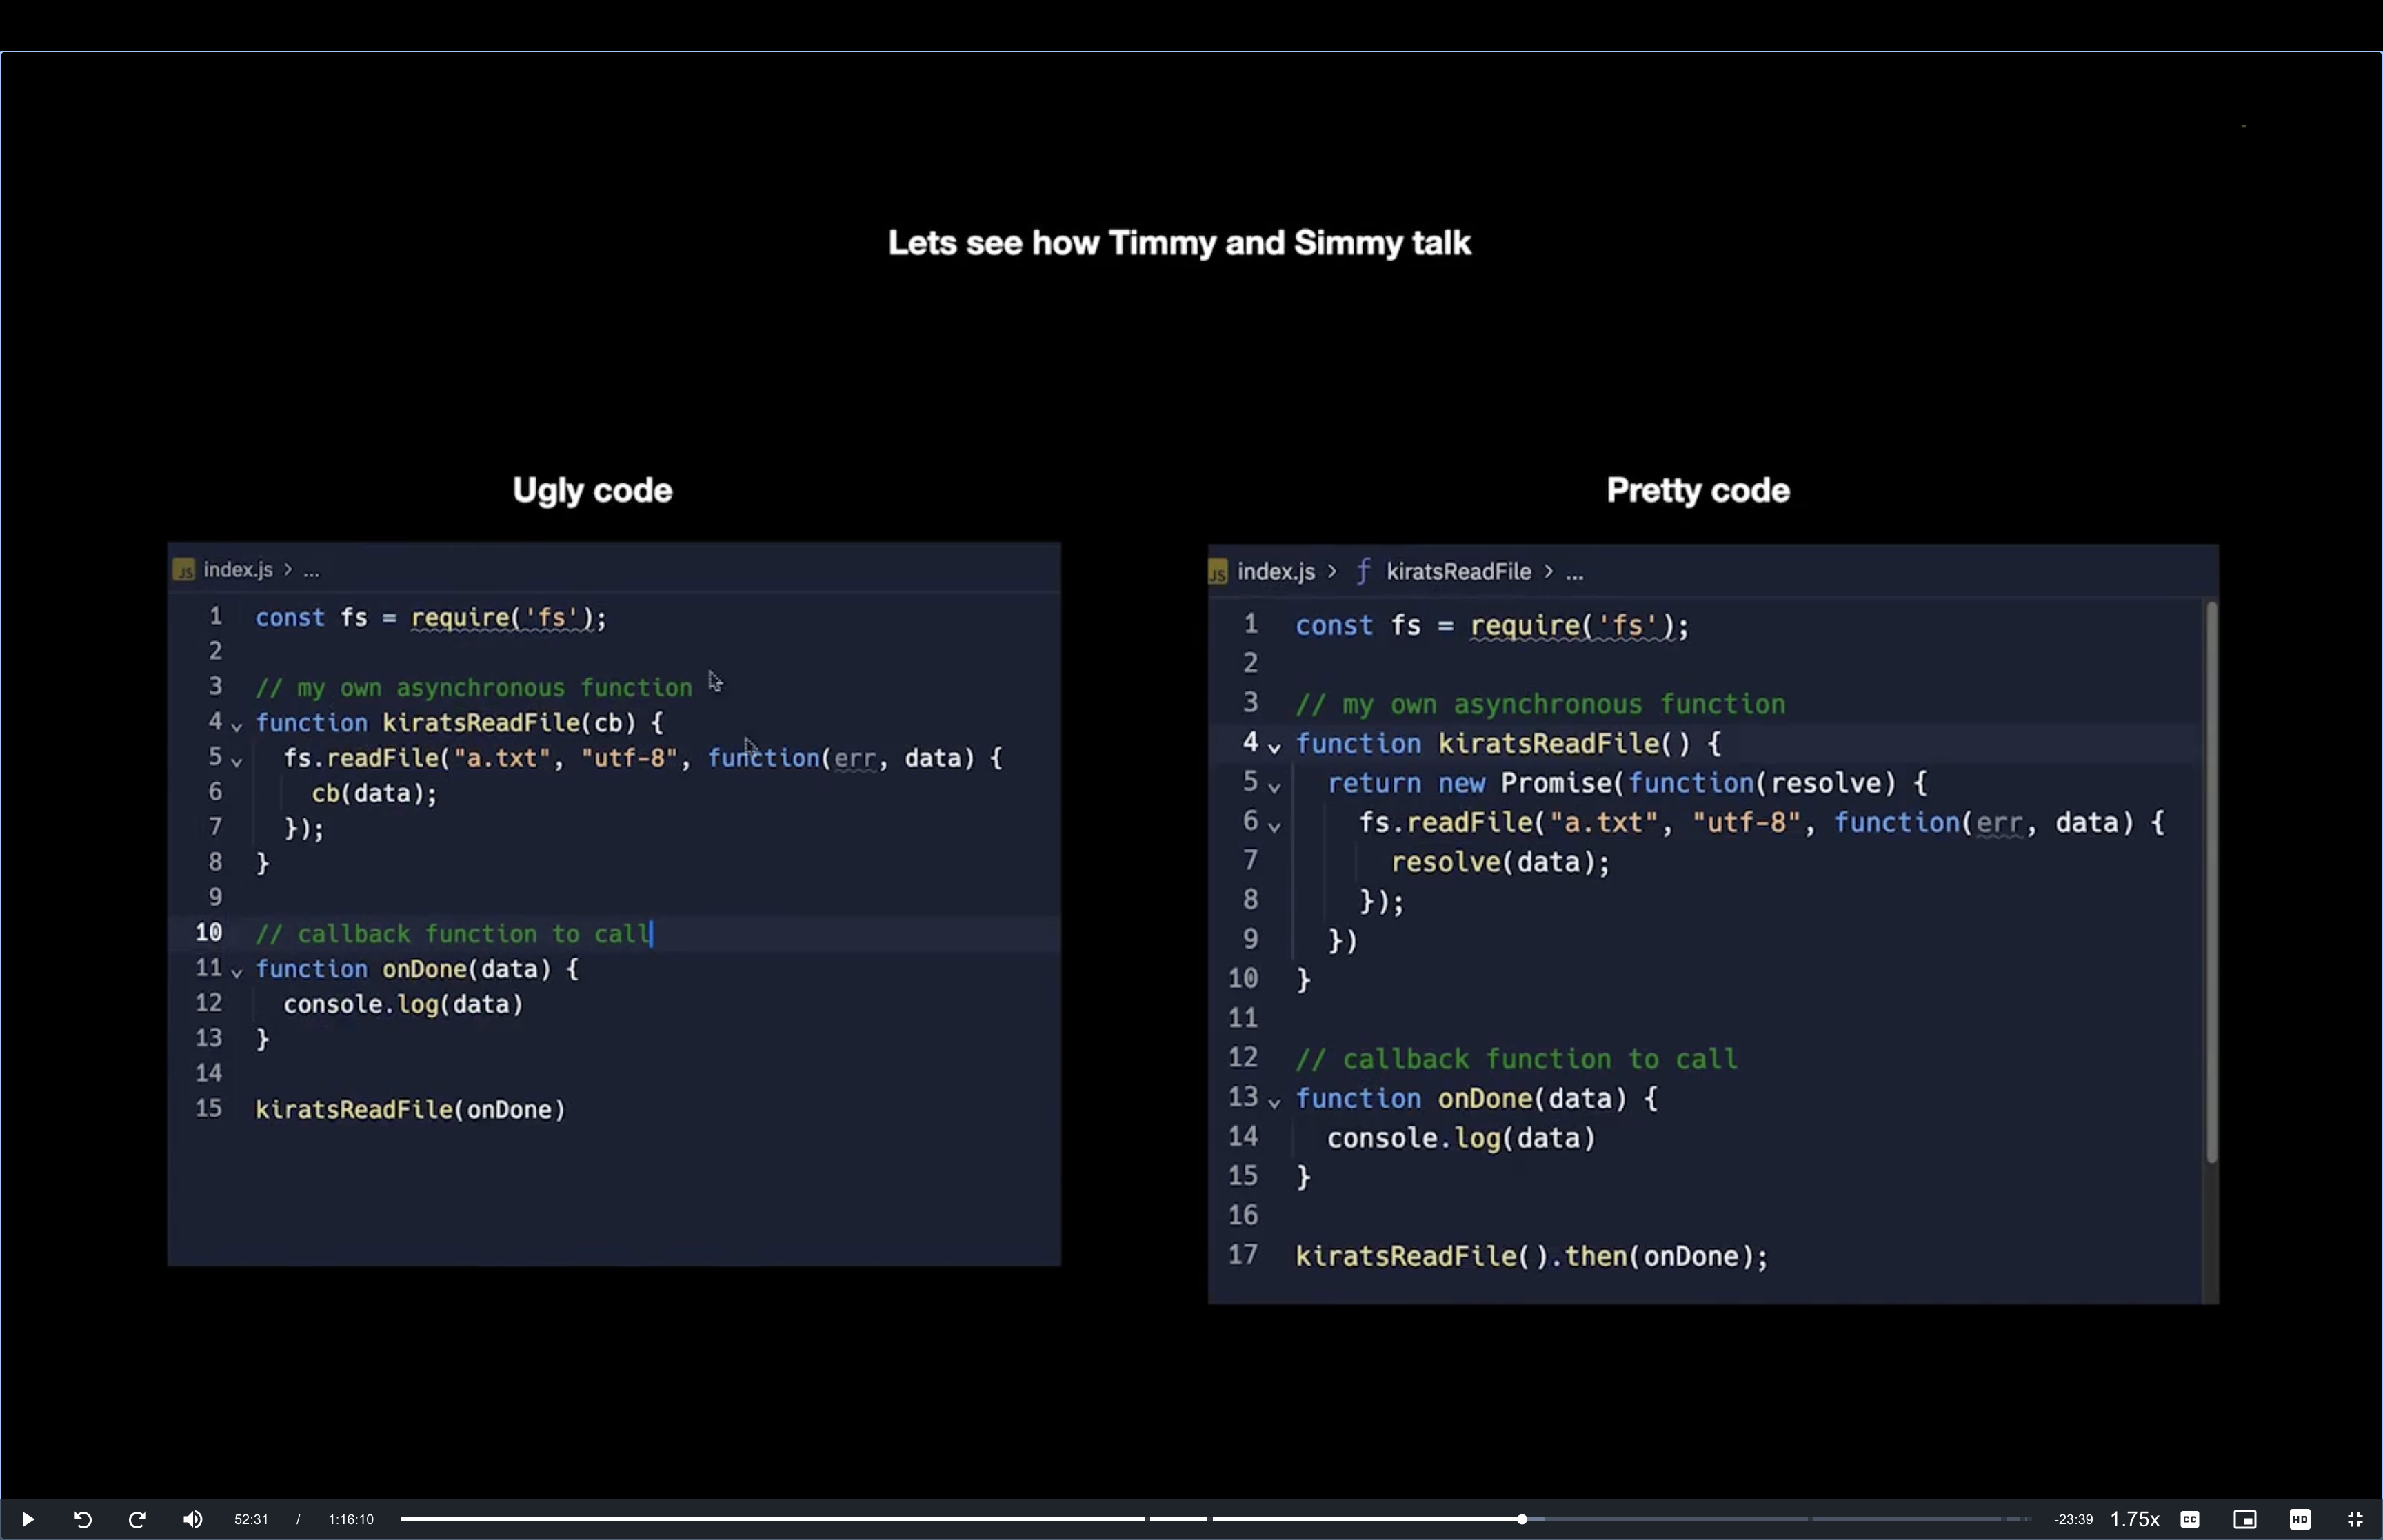 Lets see how Timmy and Simmy talk
Ugly code
JS index.js > ...
1 const fs = require('fs');
2
3 // my own asynchronous function
4 function kiratsReadFile(cb) {
5 fs.readFile("a.txt", "utf-8", function(err, data) {
6 cb(data);
7 });
8 }
9
10 // callback function to call
11 function onDone(data) {
12 console.log(data)
13 }
14
15 kiratsReadFile(onDone)
Pretty code
JS index.js > f kiratsReadFile > ...
1 const fs = require('fs');
2
3 // my own asynchronous function
4 function kiratsReadFile() {
5 return new Promise(function(resolve) {
6 fs.readFile("a.txt", "utf-8", function(err, data) {
7 resolve(data);
8 });
9 })
10 }
11
12 // callback function to call
13 function onDone(data) {
14 console.log(data)
15 }
16
17 kiratsReadFile().then(onDone);
52:31 / 1:16:10 -23:39 1.75x CC HD